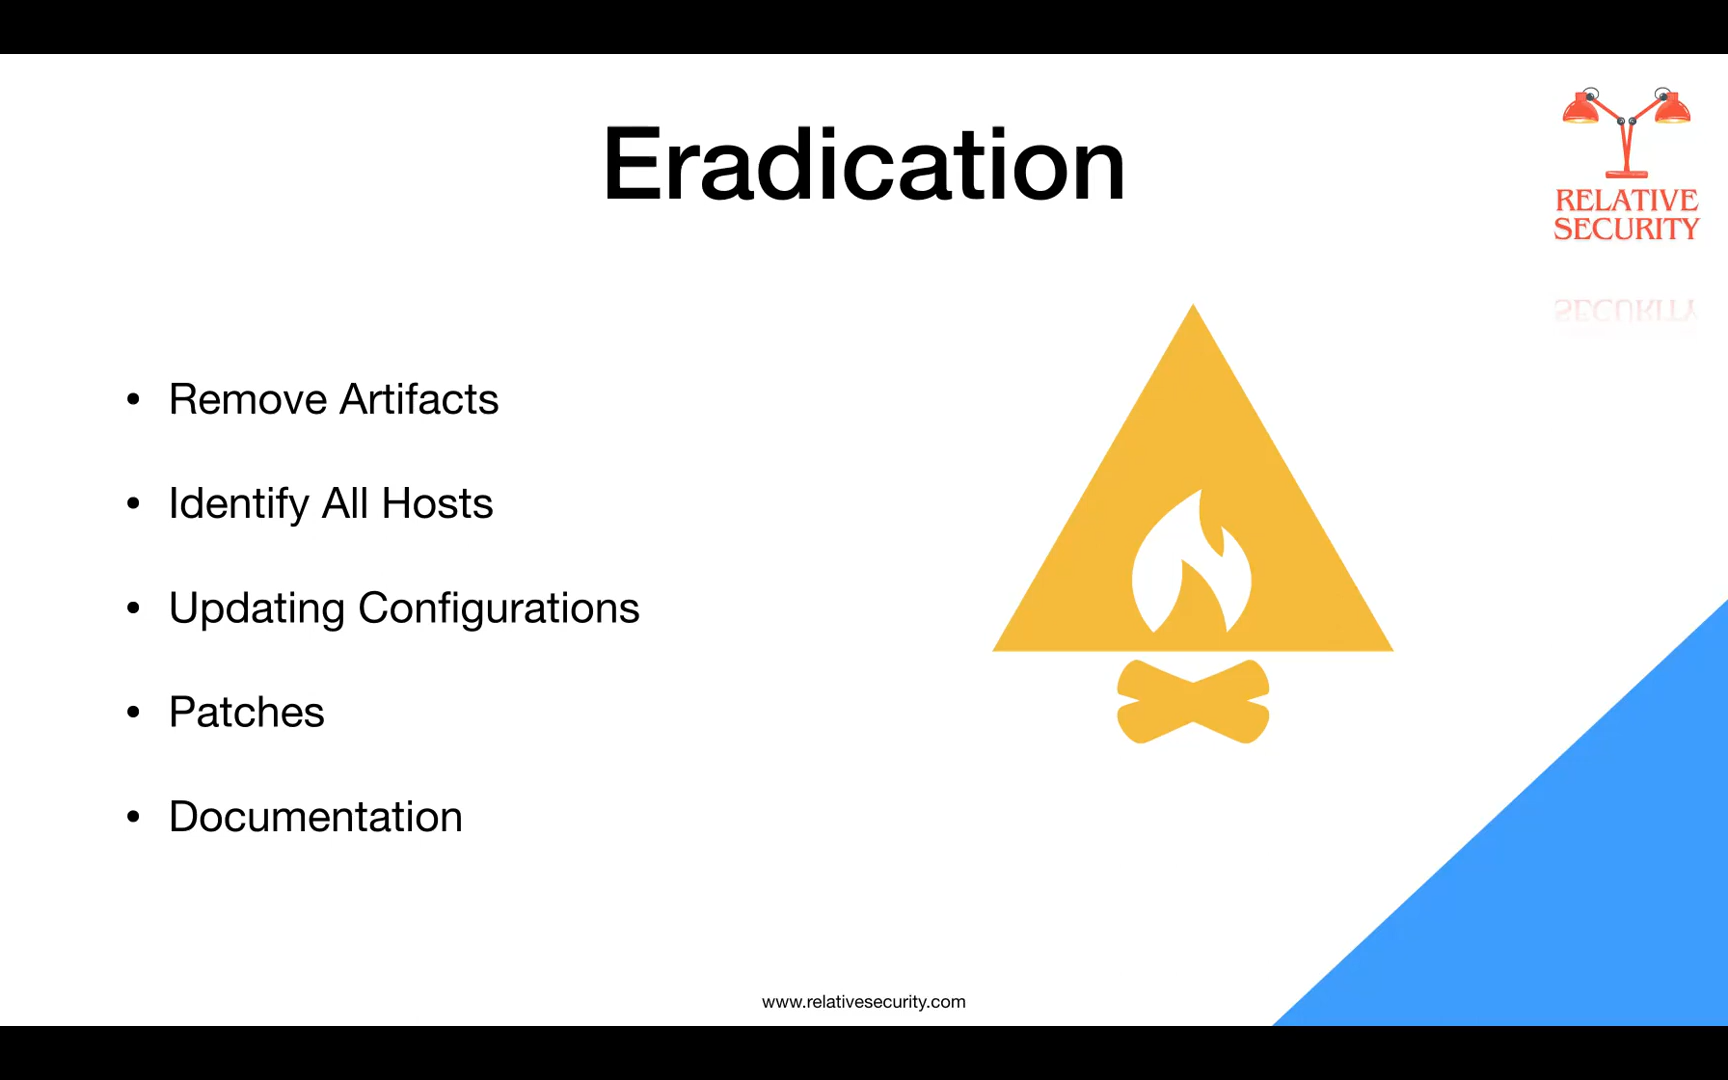 Eradication
RELATIVE
SECURITY
• Remove Artifacts
• Identify All Hosts
• Updating Configurations
• Patches
• Documentation
www.relativesecurity.com